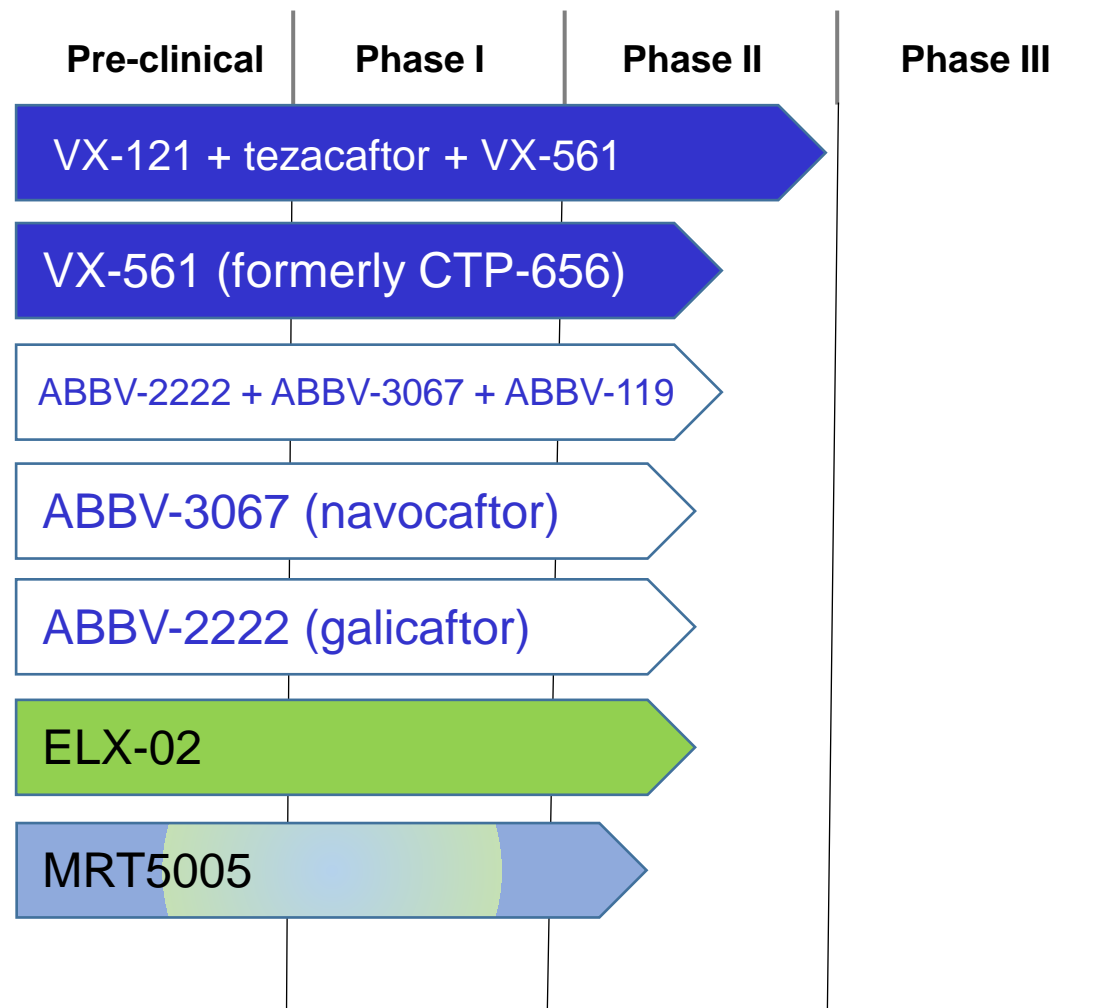 Pre-clinical Phase I Phase II Phase III
VX-121 + tezacaftor + VX-561
VX-561 (formerly CTP-656)
ABBV-2222 + ABBV-3067 + ABBV-119
ABBV-3067 (navocaftor)
ABBV-2222 (galicaftor)
ELX-02
MRT5005